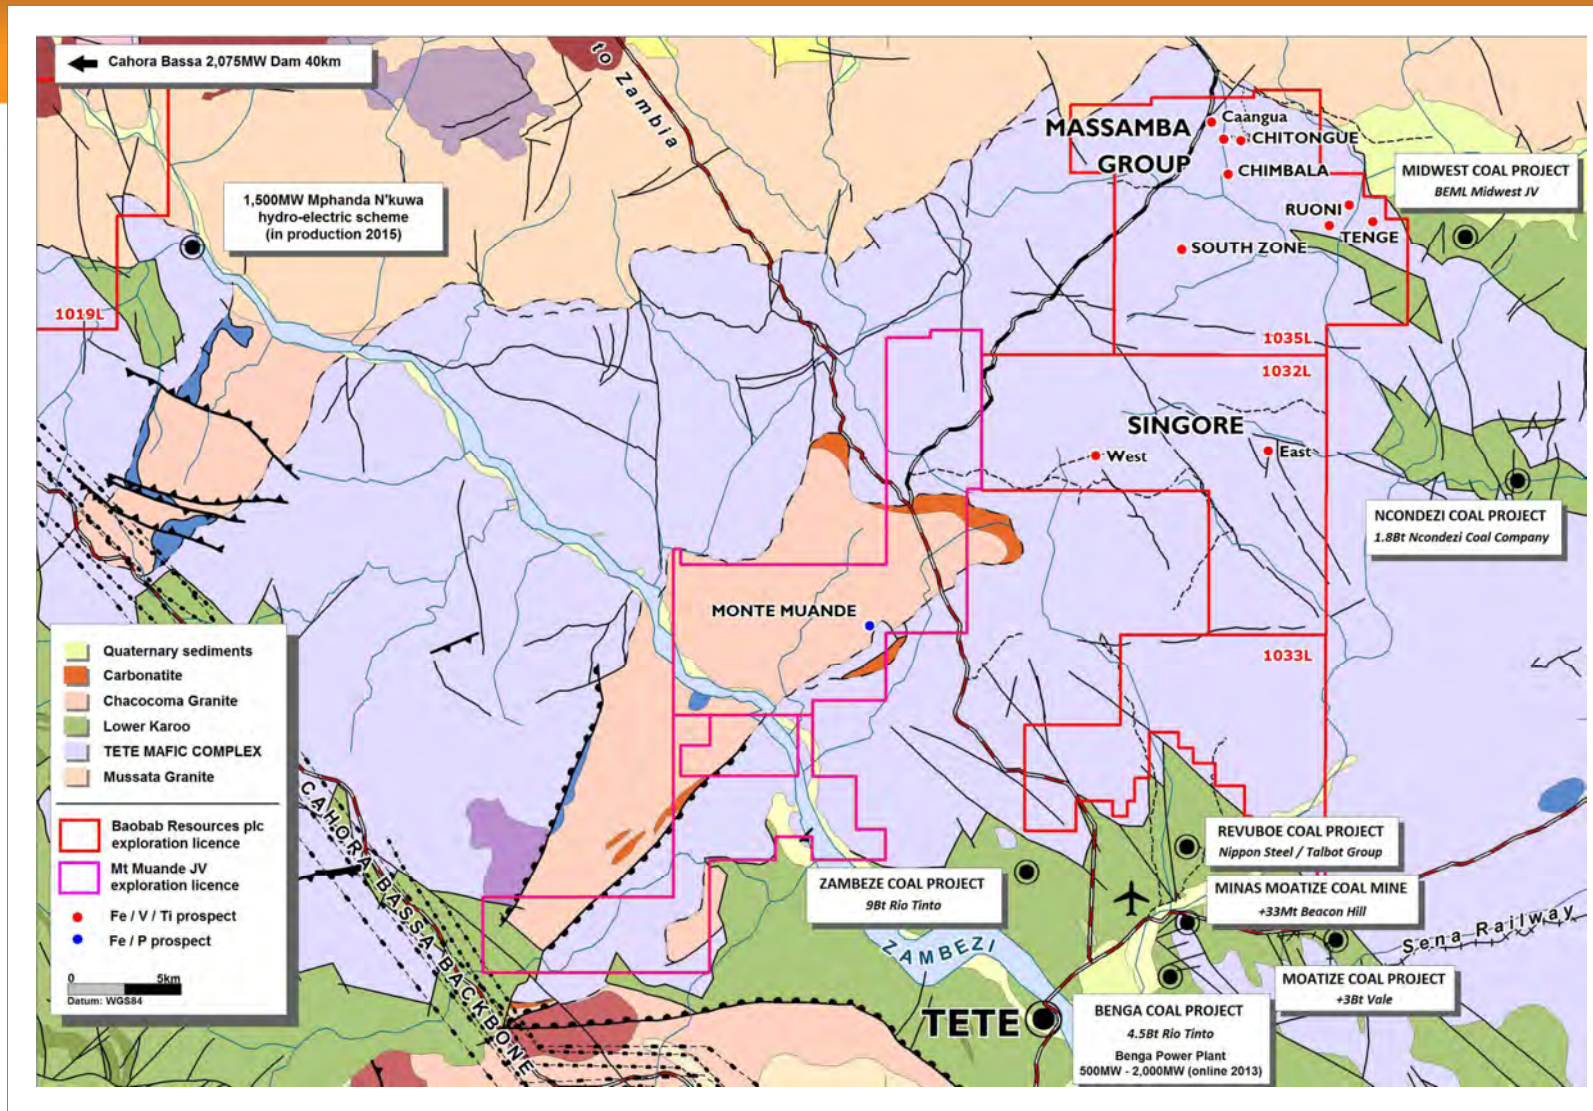 Cahora Bassa 2,075MW Dam 40km
to Zambia
1,500MW Mphanda N'kuwa
hydro-electric scheme
(in production 2015)
MASSAMBA
GROUP
Caangua
CHITONGUE
CHIMBALA
RUONI
TENGE
SOUTH ZONE
MIDWEST COAL PROJECT
BEML Midwest JV
1019L
1035L
1032L
SINGORE
West
East
NCONDEZI COAL PROJECT
1.8Bt Ncondezi Coal Company
MONTE MUANDE
1033L
Quaternary sediments
Carbonatite
Chacocoma Granite
Lower Karoo
TETE MAFIC COMPLEX
Mussata Granite
Baobab Resources plc
exploration licence
Mt Muande JV
exploration licence
Fe / V / Ti prospect
Fe / P prospect
0 5km
Datum: WGS84
CAHORA BASSA BACKBONE
ZAMBEZE COAL PROJECT
9Bt Rio Tinto
REVUBOE COAL PROJECT
Nippon Steel / Talbot Group
MINAS MOATIZE COAL MINE
+33Mt Beacon Hill
Sena Railway
ZAMBEZI
MOATIZE COAL PROJECT
+3Bt Vale
TETE
BENGA COAL PROJECT
4.5Bt Rio Tinto
Benga Power Plant
500MW - 2,000MW (online 2013)